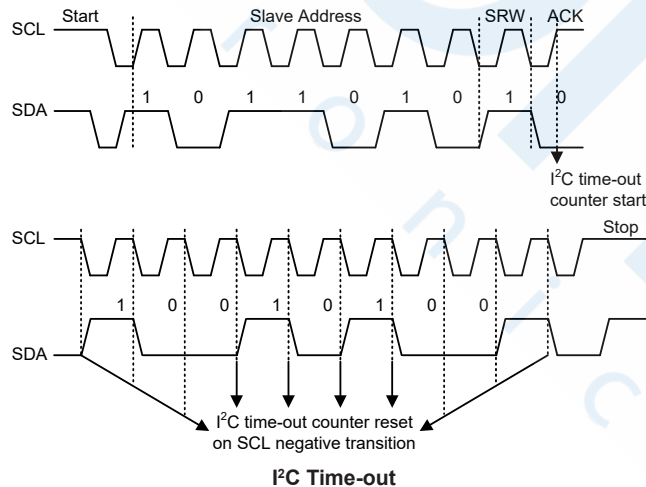 Start Slave Address SRW ACK
SCL
1 0 1 1 0 1 0 1 0
SDA
I²C time-out
counter start
Stop
SCL
1 0 0 1 0 1 0 0
SDA
I²C time-out counter reset
on SCL negative transition
I²C Time-out